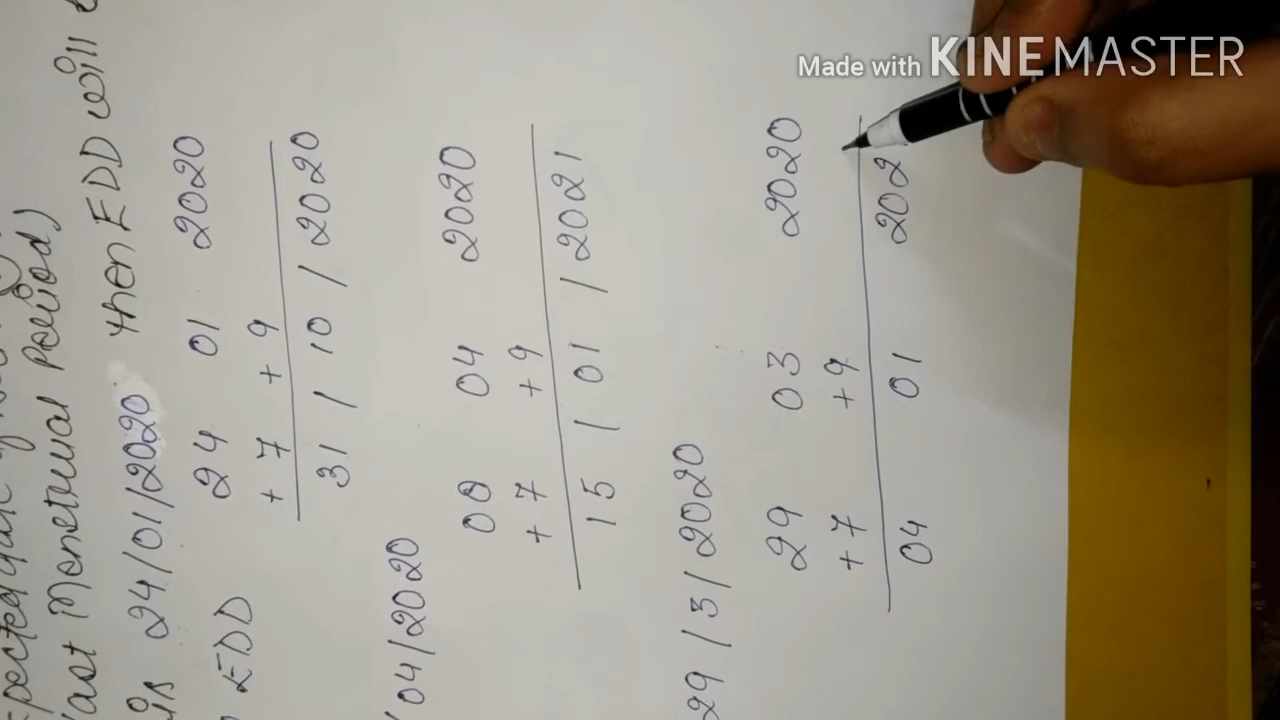 Made with KINEMASTER
Last Menstrual Period)
is 24/01/2020 then EDD will
24 01 2020
+ 7 + 9
EDD 31 / 10 / 2020
/ 04 / 2020
08 04 2020
+ 7 + 9
15 / 01 / 2021
29 / 3 / 2020
29 03 2020
+ 7 + 9
04 01 202